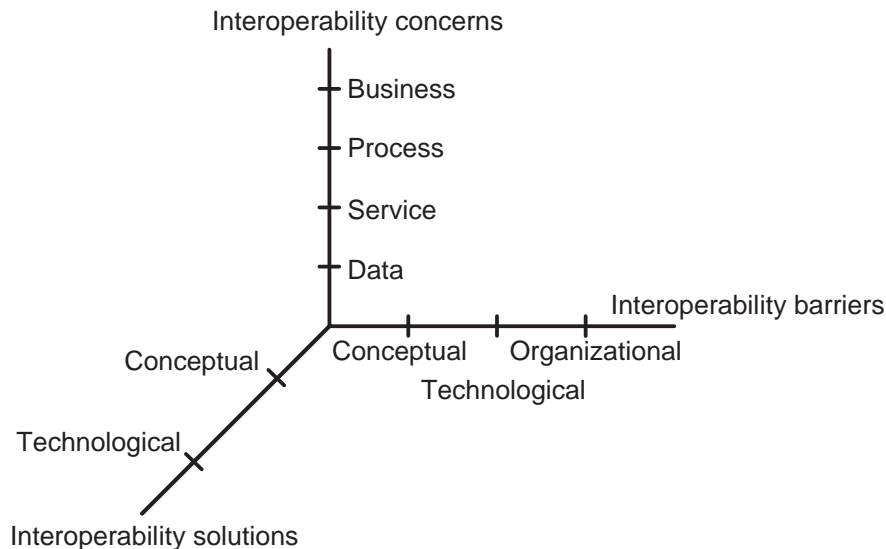 Interoperability concerns
Business
Process
Service
Data
Interoperability barriers
Conceptual Organizational
Technological
Conceptual
Technological
Interoperability solutions